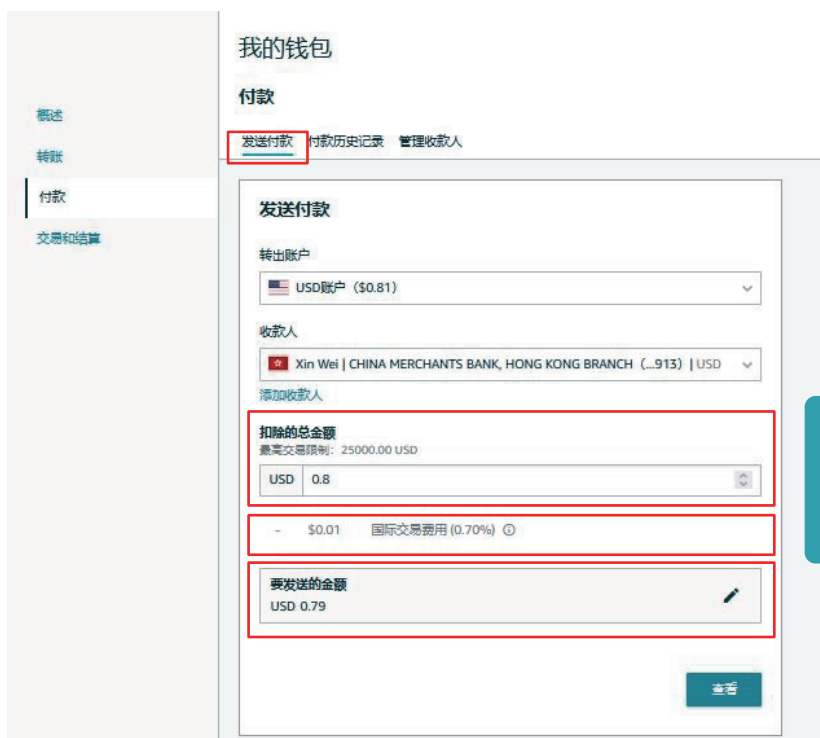 我的钱包
付款
概述
转账
付款
交易和结算
发送付款 付款历史记录 管理收款人
发送付款
转出账户
USD账户（$0.81）
收款人
Xin Wei | CHINA MERCHANTS BANK, HONG KONG BRANCH（...913）| USD
添加收款人
扣除的总金额
最高交易限制：25000.00 USD
USD 0.8
- $0.01 国际交易费用 (0.70%)
要发送的金额
USD 0.79
查看